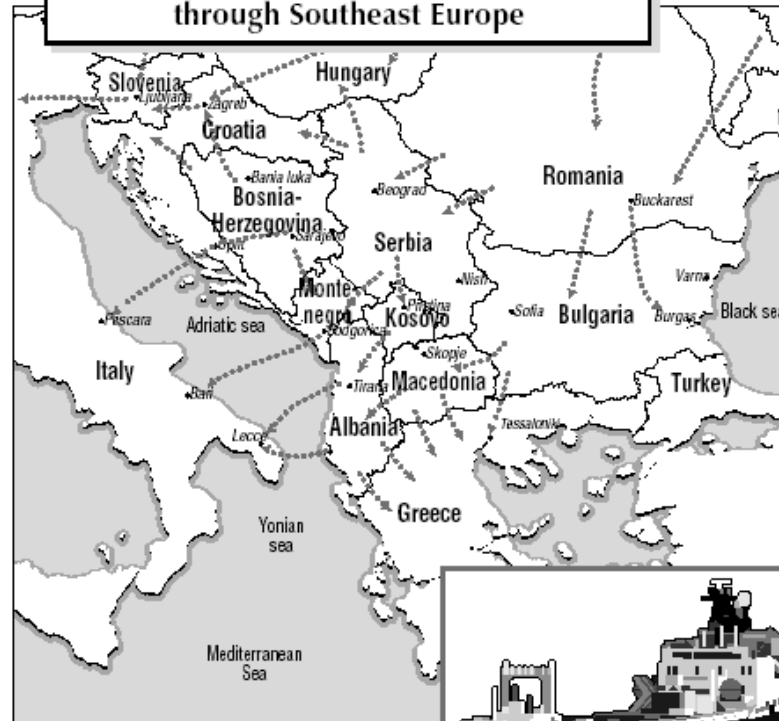 through Southeast Europe
Hungary
Slovenia
Ljubljana
Zagreb
Croatia
Romania
Bania luka
Beograd
Bosnia-
Herzegovina
Buckarest
Split
Sarajevo
Serbia
Nish
Varna
Monte-
negro
Pristina
Kosovo
Sofia
Bulgaria
Burgas
Black sea
Pescara
Adriatic sea
Podgorica
Skopje
Italy
Tirana
Macedonia
Turkey
Bari
Albania
Tessaloniki
Lecce
Greece
Yonian
sea
Mediterranean
Sea